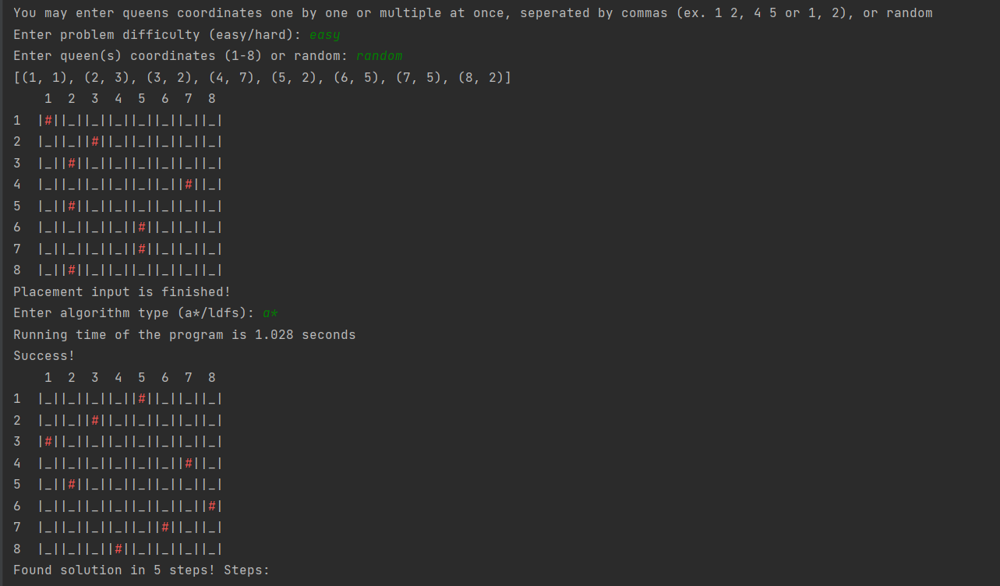 You may enter queens coordinates one by one or multiple at once, seperated by commas (ex. 1 2, 4 5 or 1, 2), or random
Enter problem difficulty (easy/hard): easy
Enter queen(s) coordinates (1-8) or random: random
[(1, 1), (2, 3), (3, 2), (4, 7), (5, 2), (6, 5), (7, 5), (8, 2)]
    1  2  3  4  5  6  7  8
1  |#||_||_||_||_||_||_||_|
2  |_||_||#||_||_||_||_||_|
3  |_||#||_||_||_||_||_||_|
4  |_||_||_||_||_||_||#||_|
5  |_||#||_||_||_||_||_||_|
6  |_||_||_||_||#||_||_||_|
7  |_||_||_||_||#||_||_||_|
8  |_||#||_||_||_||_||_||_|
Placement input is finished!
Enter algorithm type (a*/ldfs): a*
Running time of the program is 1.028 seconds
Success!
    1  2  3  4  5  6  7  8
1  |_||_||_||_||#||_||_||_|
2  |_||_||#||_||_||_||_||_|
3  |#||_||_||_||_||_||_||_|
4  |_||_||_||_||_||_||#||_|
5  |_||#||_||_||_||_||_||_|
6  |_||_||_||_||_||_||_||#|
7  |_||_||_||_||_||#||_||_|
8  |_||_||_||#||_||_||_||_|
Found solution in 5 steps! Steps: